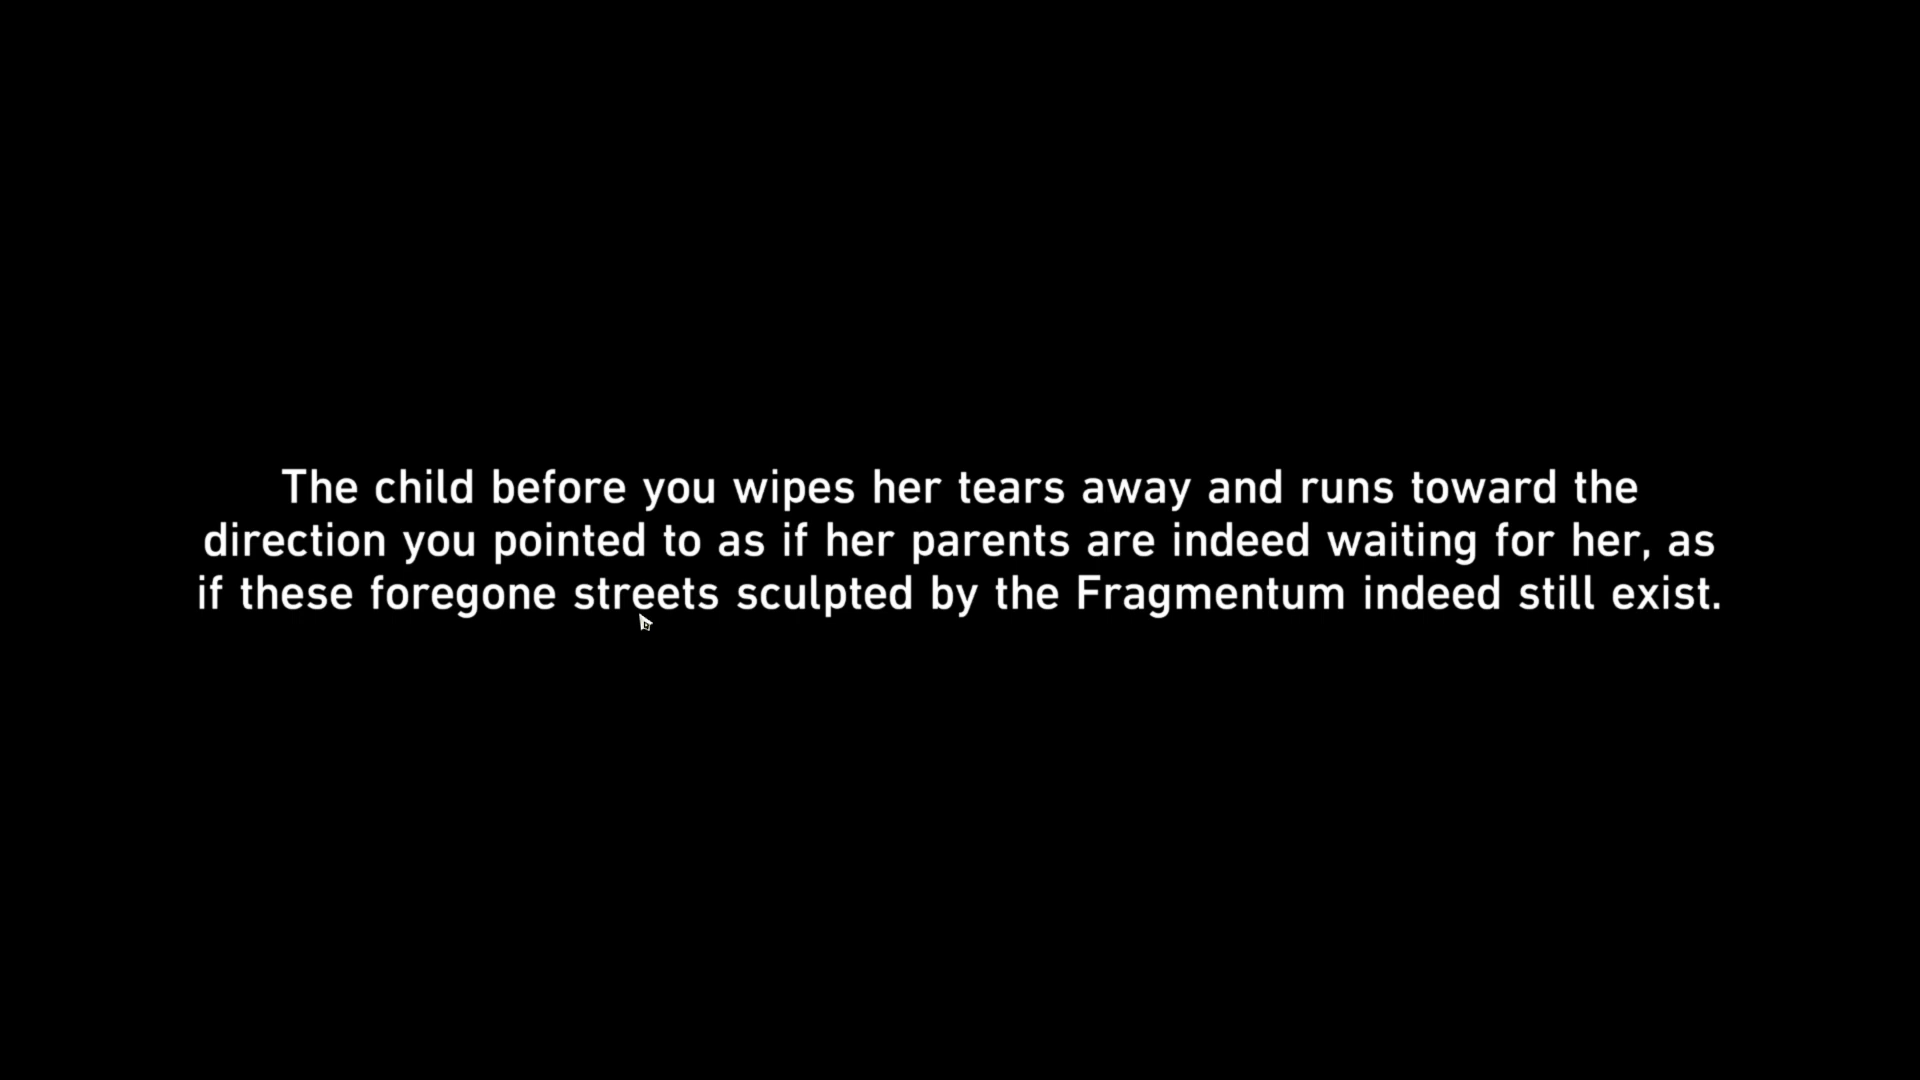 The child before you wipes her tears away and runs toward the
direction you pointed to as if her parents are indeed waiting for her, as
if these foregone streets sculpted by the Fragmentum indeed still exist.